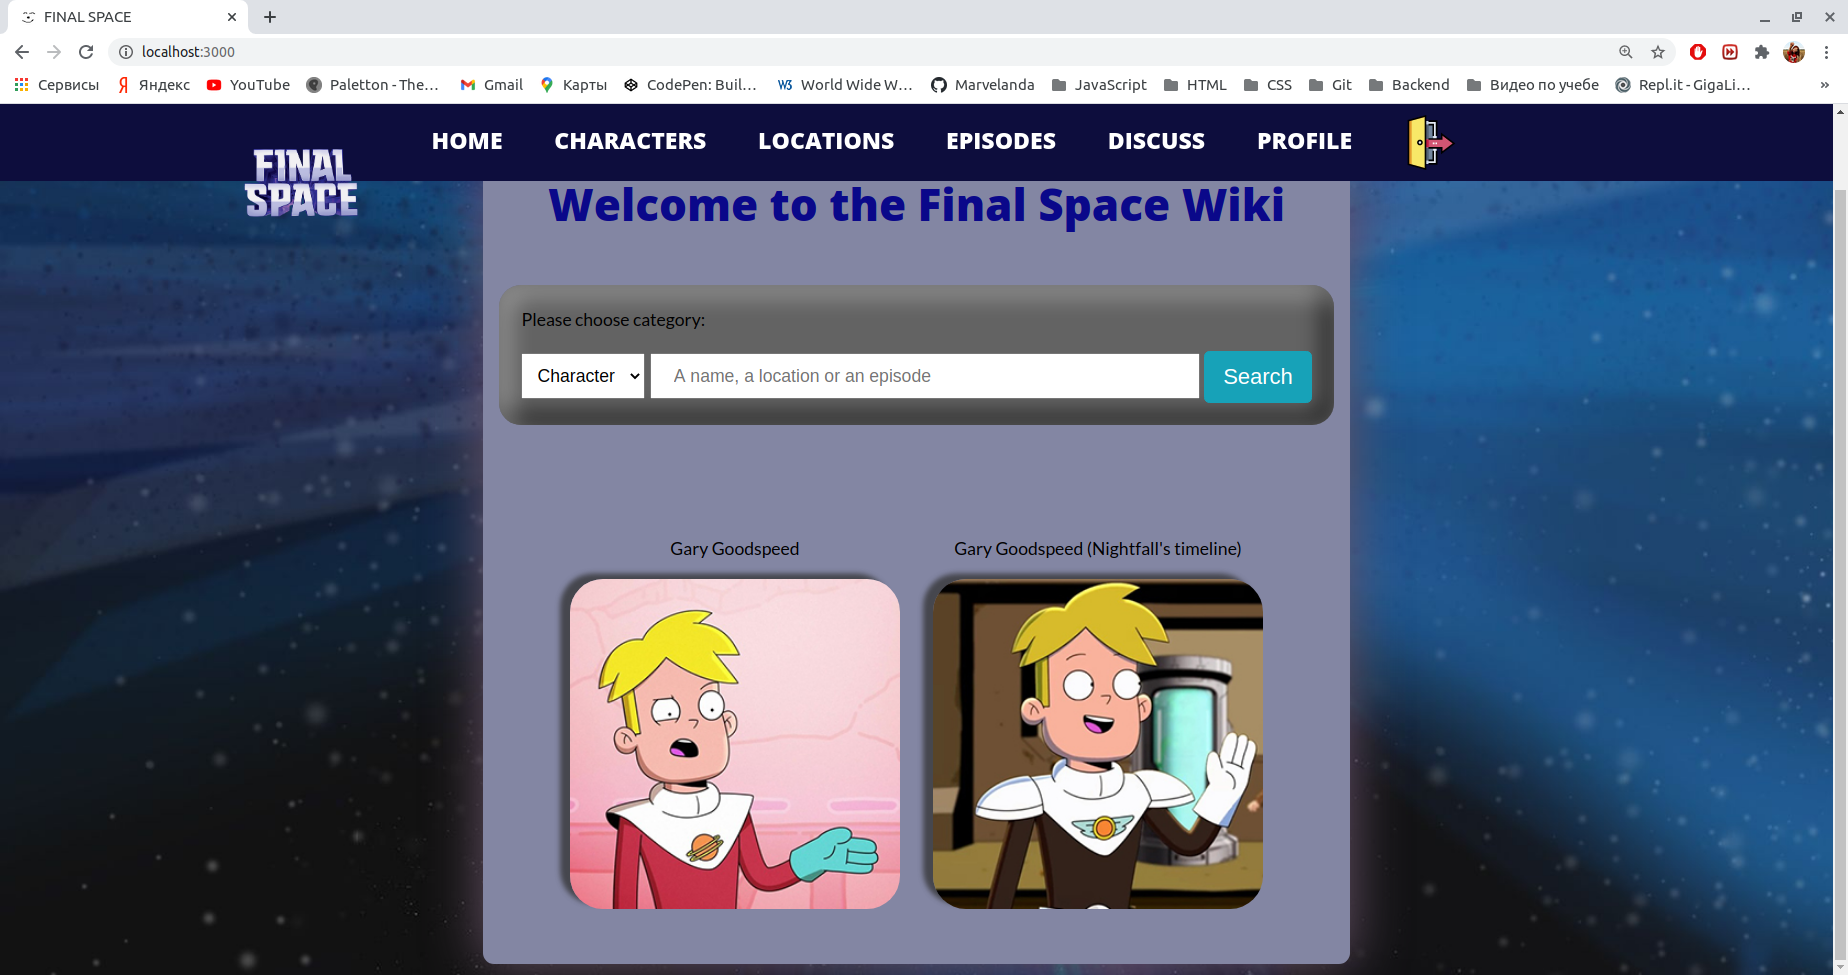 FINAL SPACE
localhost:3000
Сервисы Яндекс YouTube Paletton - The... Gmail Карты CodePen: Buil... W3 World Wide W... Marvelanda JavaScript HTML CSS Git Backend Видео по учебе Repl.it - GigaLi... »
FINAL
SPACE
HOME CHARACTERS LOCATIONS EPISODES DISCUSS PROFILE
Welcome to the Final Space Wiki
Please choose category:
Character A name, a location or an episode Search
Gary Goodspeed Gary Goodspeed (Nightfall's timeline)